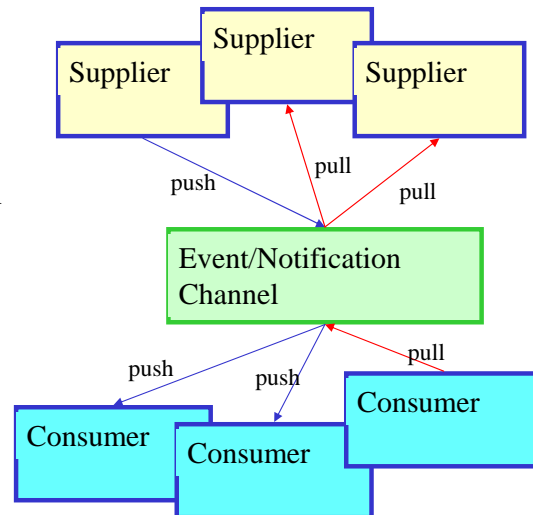 Supplier
Supplier
Supplier
push
pull
pull
Event/Notification
Channel
push
push
pull
Consumer
Consumer
Consumer